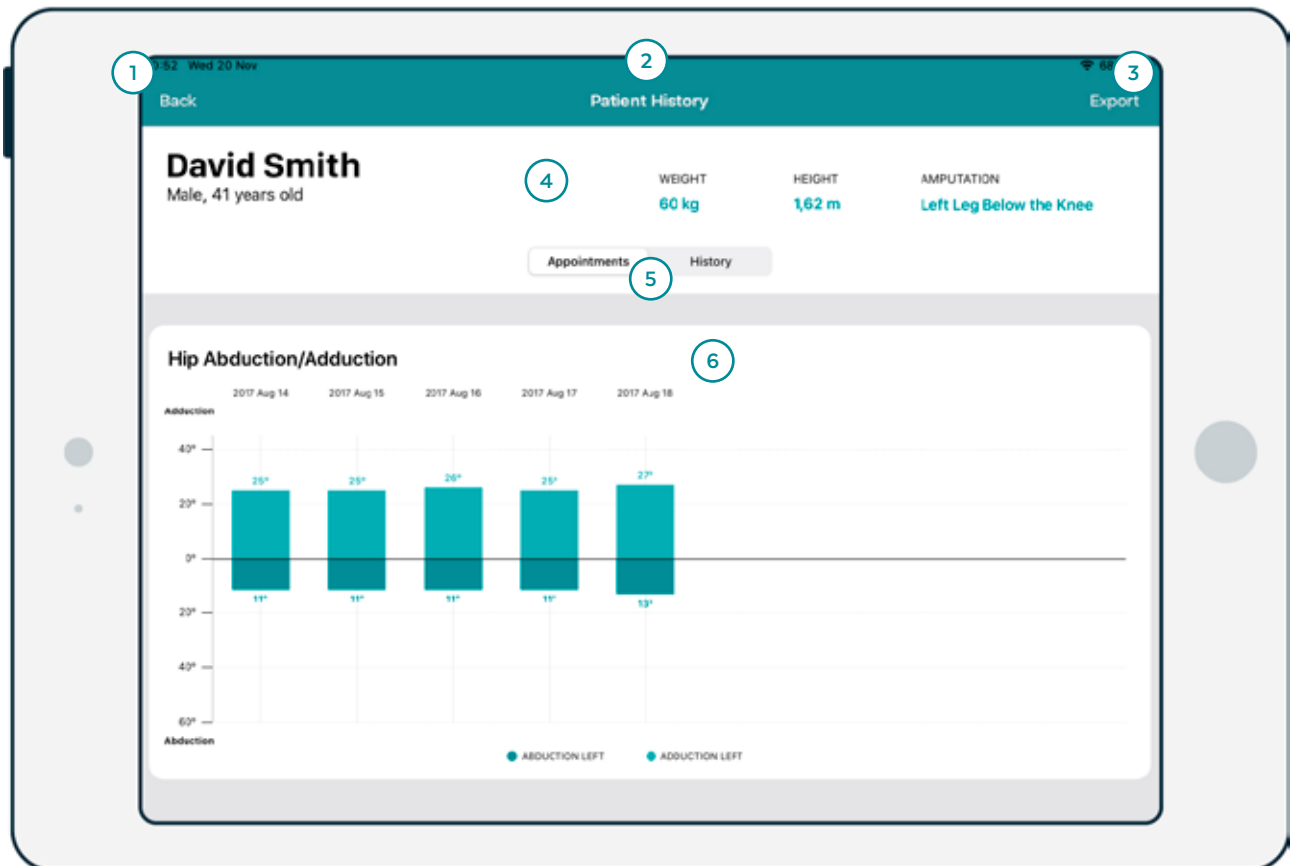 1 2 3
:52 Wed 20 Nov
Back Patient History Export
David Smith
Male, 41 years old
4
WEIGHT HEIGHT AMPUTATION
60 kg 1,62 m Left Leg Below the Knee
Appointments History
5
Hip Abduction/Adduction
6
2017 Aug 14 2017 Aug 15 2017 Aug 16 2017 Aug 17 2017 Aug 18
Adduction
40°
25° 25° 26° 25° 27°
20°
0°
11° 11° 11° 11° 13°
20°
40°
60°
Abduction
ABDUCTION LEFT ADDUCTION LEFT